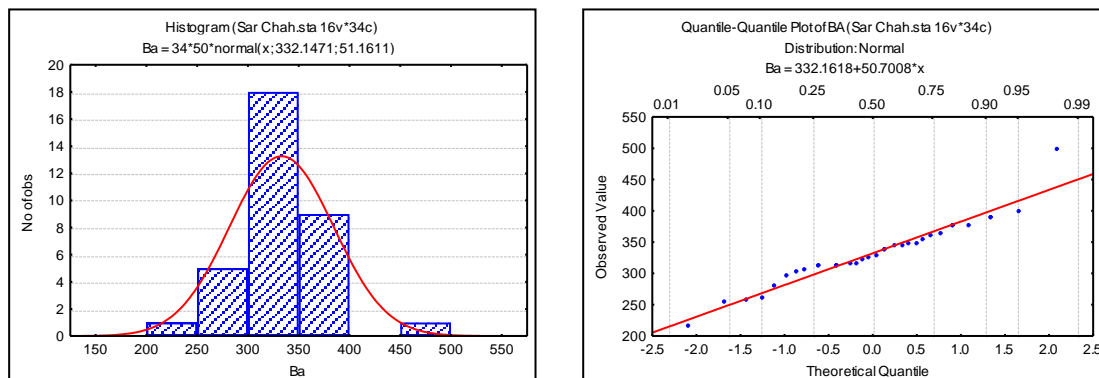 Histogram (Sar Chah.sta 16v*34c)
Ba = 34*50*normal(x; 332.1471; 51.1611)
20
18
16
14
12
10
8
6
4
2
0
No of obs
150 200 250 300 350 400 450 500 550
Ba
Quantile-Quantile Plot of BA (Sar Chah.sta 16v*34c)
Distribution: Normal
Ba = 332.1618+50.7008*x
0.01 0.05 0.10 0.25 0.50 0.75 0.90 0.95 0.99
550
500
450
400
350
300
250
200
Observed Value
-2.5 -2.0 -1.5 -1.0 -0.5 0.0 0.5 1.0 1.5 2.0 2.5
Theoretical Quantile